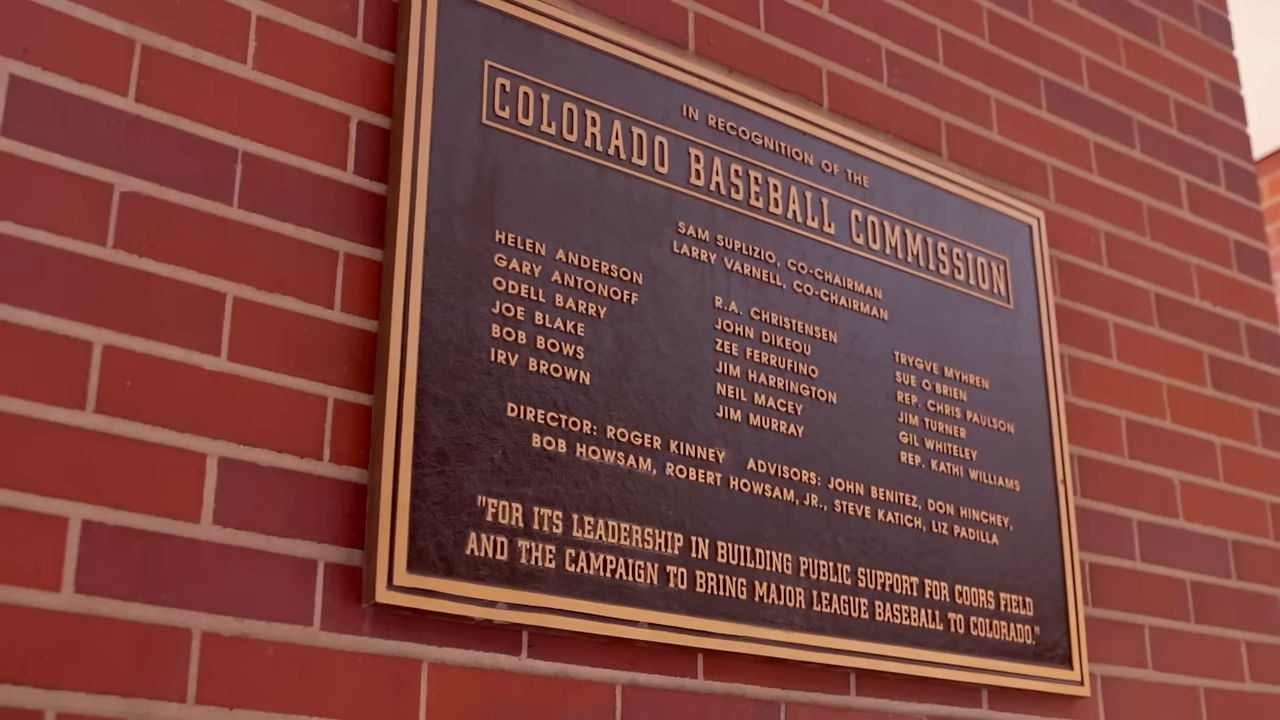 IN RECOGNITION OF THE
COLORADO BASEBALL COMMISSION
SAM SUPLIZIO, CO-CHAIRMAN
LARRY VARNELL, CO-CHAIRMAN
HELEN ANDERSON
GARY ANTONOFF
ODELL BARRY
JOE BLAKE
BOB BOWS
IRV BROWN
R.A. CHRISTENSEN
JOHN DIKEOU
ZEE FERRUFINO
JIM HARRINGTON
NEIL MACEY
JIM MURRAY
TRYGVE MYHREN
SUE O'BRIEN
REP. CHRIS PAULSON
JIM TURNER
GIL WHITELEY
REP. KATHI WILLIAMS
DIRECTOR: ROGER KINNEY ADVISORS: JOHN BENITEZ, DON HINCHEY,
BOB HOWSAM, ROBERT HOWSAM, JR., STEVE KATICH, LIZ PADILLA
"FOR ITS LEADERSHIP IN BUILDING PUBLIC SUPPORT FOR COORS FIELD
AND THE CAMPAIGN TO BRING MAJOR LEAGUE BASEBALL TO COLORADO."